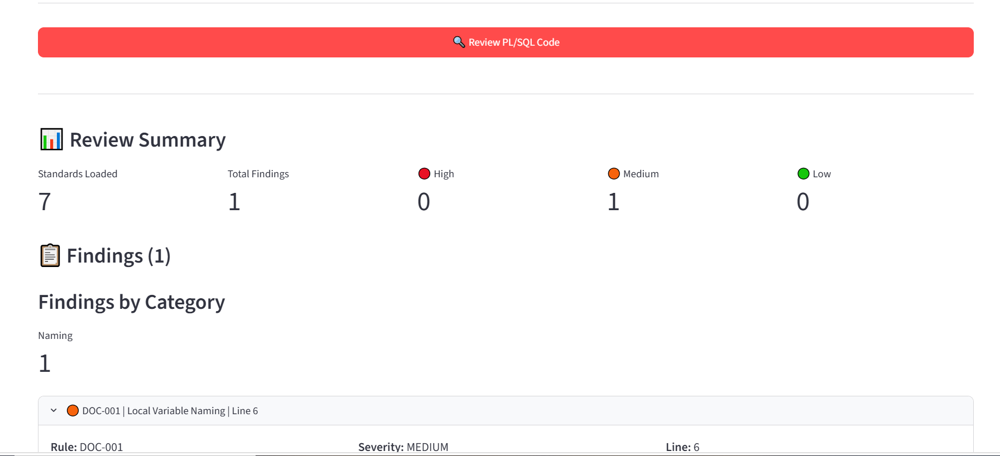 Review PL/SQL Code
Review Summary
Standards Loaded
Total Findings
High
Medium
Low
7
1
0
1
0
Findings (1)
Findings by Category
Naming
1
DOC-001 | Local Variable Naming | Line 6
Rule: DOC-001
Severity: MEDIUM
Line: 6